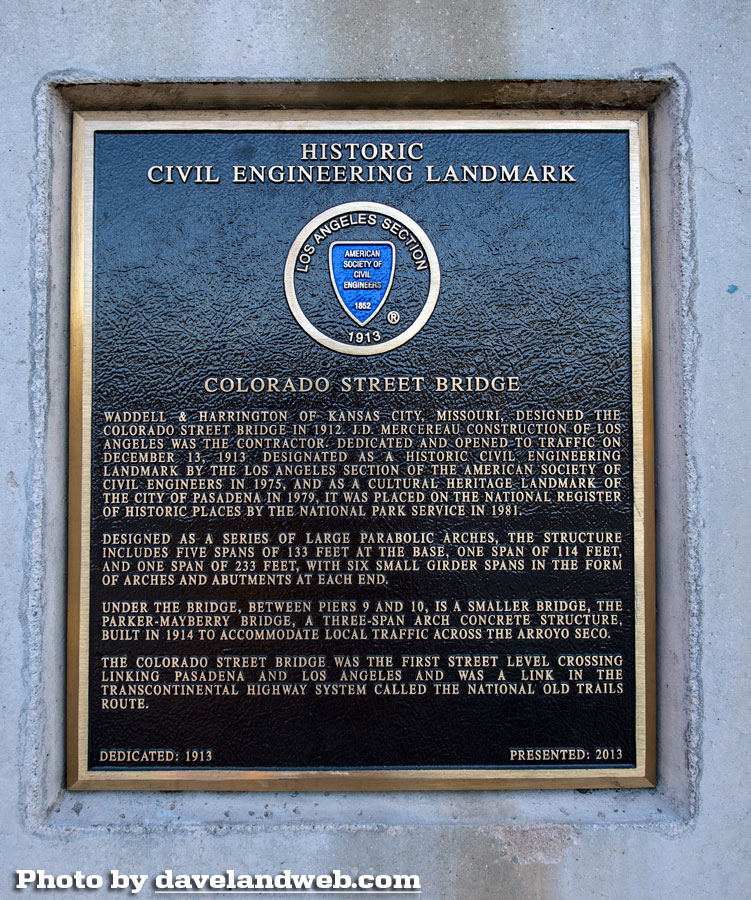 HISTORIC
CIVIL ENGINEERING LANDMARK
LOS ANGELES SECTION
AMERICAN
SOCIETY OF
CIVIL
ENGINEERS
1852
®
1913
COLORADO STREET BRIDGE
WADDELL & HARRINGTON OF KANSAS CITY, MISSOURI, DESIGNED THE
COLORADO STREET BRIDGE IN 1912. J.D. MERCEREAU CONSTRUCTION OF LOS
ANGELES WAS THE CONTRACTOR. DEDICATED AND OPENED TO TRAFFIC ON
DECEMBER 13, 1913 DESIGNATED AS A HISTORIC CIVIL ENGINEERING
LANDMARK BY THE LOS ANGELES SECTION OF THE AMERICAN SOCIETY OF
CIVIL ENGINEERS IN 1975, AND AS A CULTURAL HERITAGE LANDMARK OF
THE CITY OF PASADENA IN 1979, IT WAS PLACED ON THE NATIONAL REGISTER
OF HISTORIC PLACES BY THE NATIONAL PARK SERVICE IN 1981.
DESIGNED AS A SERIES OF LARGE PARABOLIC ARCHES, THE STRUCTURE
INCLUDES FIVE SPANS OF 133 FEET AT THE BASE, ONE SPAN OF 114 FEET,
AND ONE SPAN OF 233 FEET, WITH SIX SMALL GIRDER SPANS IN THE FORM
OF ARCHES AND ABUTMENTS AT EACH END.
UNDER THE BRIDGE, BETWEEN PIERS 9 AND 10, IS A SMALLER BRIDGE, THE
PARKER-MAYBERRY BRIDGE, A THREE-SPAN ARCH CONCRETE STRUCTURE,
BUILT IN 1914 TO ACCOMMODATE LOCAL TRAFFIC ACROSS THE ARROYO SECO.
THE COLORADO STREET BRIDGE WAS THE FIRST STREET LEVEL CROSSING
LINKING PASADENA AND LOS ANGELES AND WAS A LINK IN THE
TRANSCONTINENTAL HIGHWAY SYSTEM CALLED THE NATIONAL OLD TRAILS
ROUTE.
DEDICATED: 1913
PRESENTED: 2013
Photo by davelandweb.com